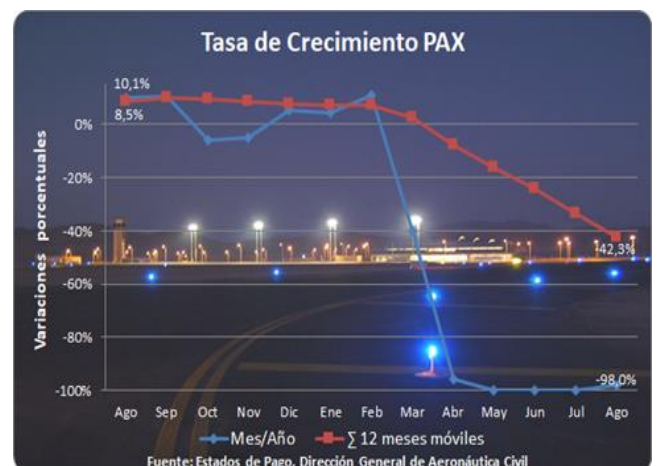 Tasa de Crecimiento PAX
10,1%
8,5%
0%
-20%
-40%
-60%
-80%
-100%
Variaciones porcentuales
-42,3%
-98,0%
Ago Sep Oct Nov Dic Ene Feb Mar Abr May Jun Jul Ago
Mes/Año ∑ 12 meses móviles
Fuente: Estados de Pago, Dirección General de Aeronáutica Civil